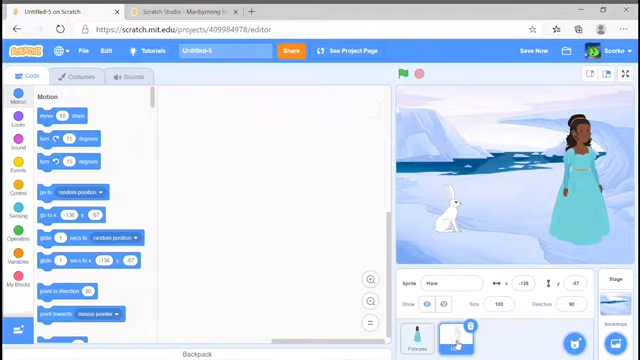 Untitled-5 on Scratch
Scratch Studio - Maribyrnong
https://scratch.mit.edu/projects/409984978/editor
SCRATCH
File
Edit
Tutorials
Untitled-5
Share
See Project Page
Save Now
Scorko
Code
Costumes
Sounds
Motion
Looks
Sound
Events
Control
Sensing
Operators
Variables
My Blocks
Motion
move 10 steps
turn 15 degrees
turn 15 degrees
go to random position
go to x: -136 y: -67
glide 1 secs to random position
glide 1 secs to x: -136 y: -67
point in direction 90
point towards mouse-pointer
Sprite Hare x -136 y -67
Show Size 100 Direction 90
Princess
Stage
Backdrops
Backpack